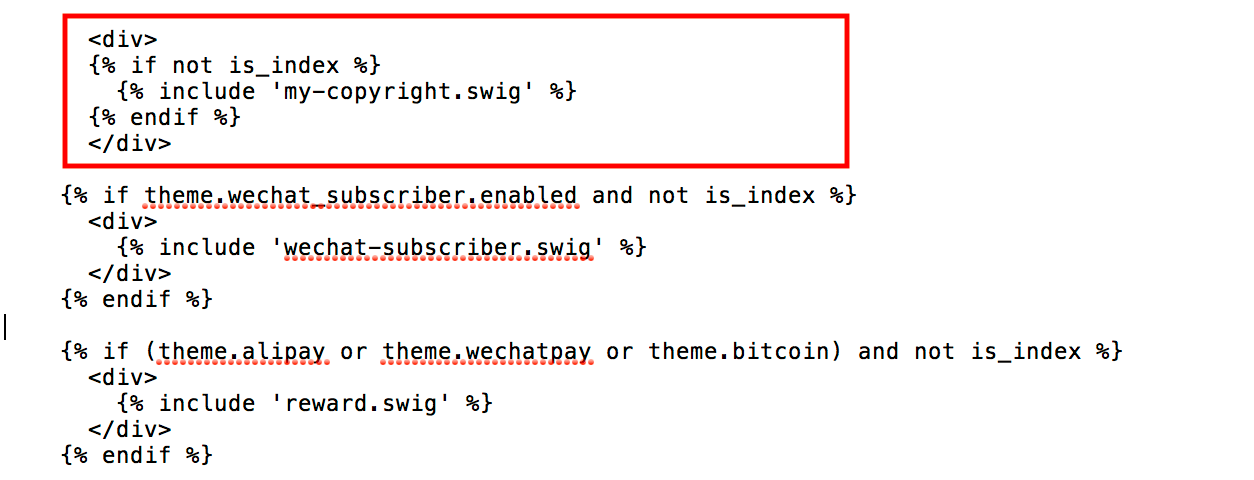 <div>
{% if not is_index %}
{% include 'my-copyright.swig' %}
{% endif %}
</div>
{% if theme.wechat_subscriber.enabled and not is_index %}
<div>
{% include 'wechat-subscriber.swig' %}
</div>
{% endif %}
{% if (theme.alipay or theme.wechatpay or theme.bitcoin) and not is_index %}
<div>
{% include 'reward.swig' %}
</div>
{% endif %}